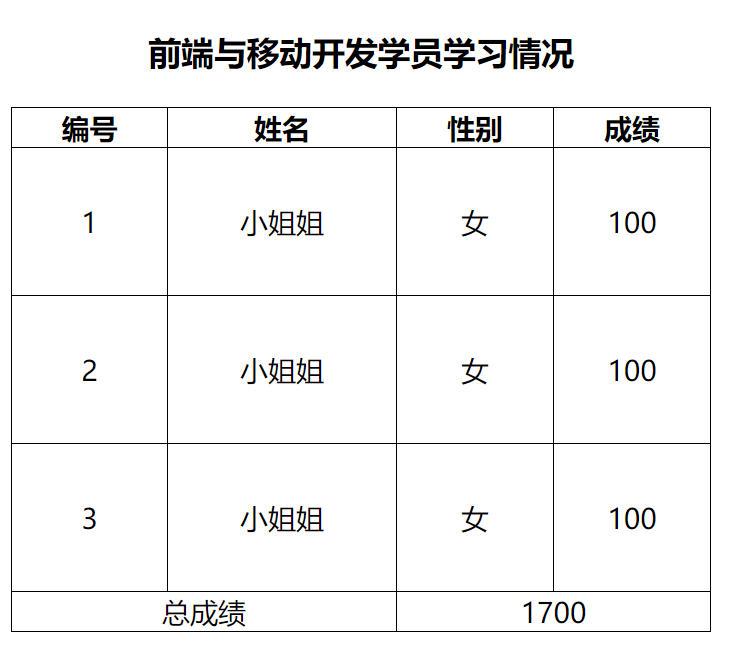 前端与移动开发学员学习情况
编号 姓名 性别 成绩
1 小姐姐 女 100
2 小姐姐 女 100
3 小姐姐 女 100
总成绩 1700